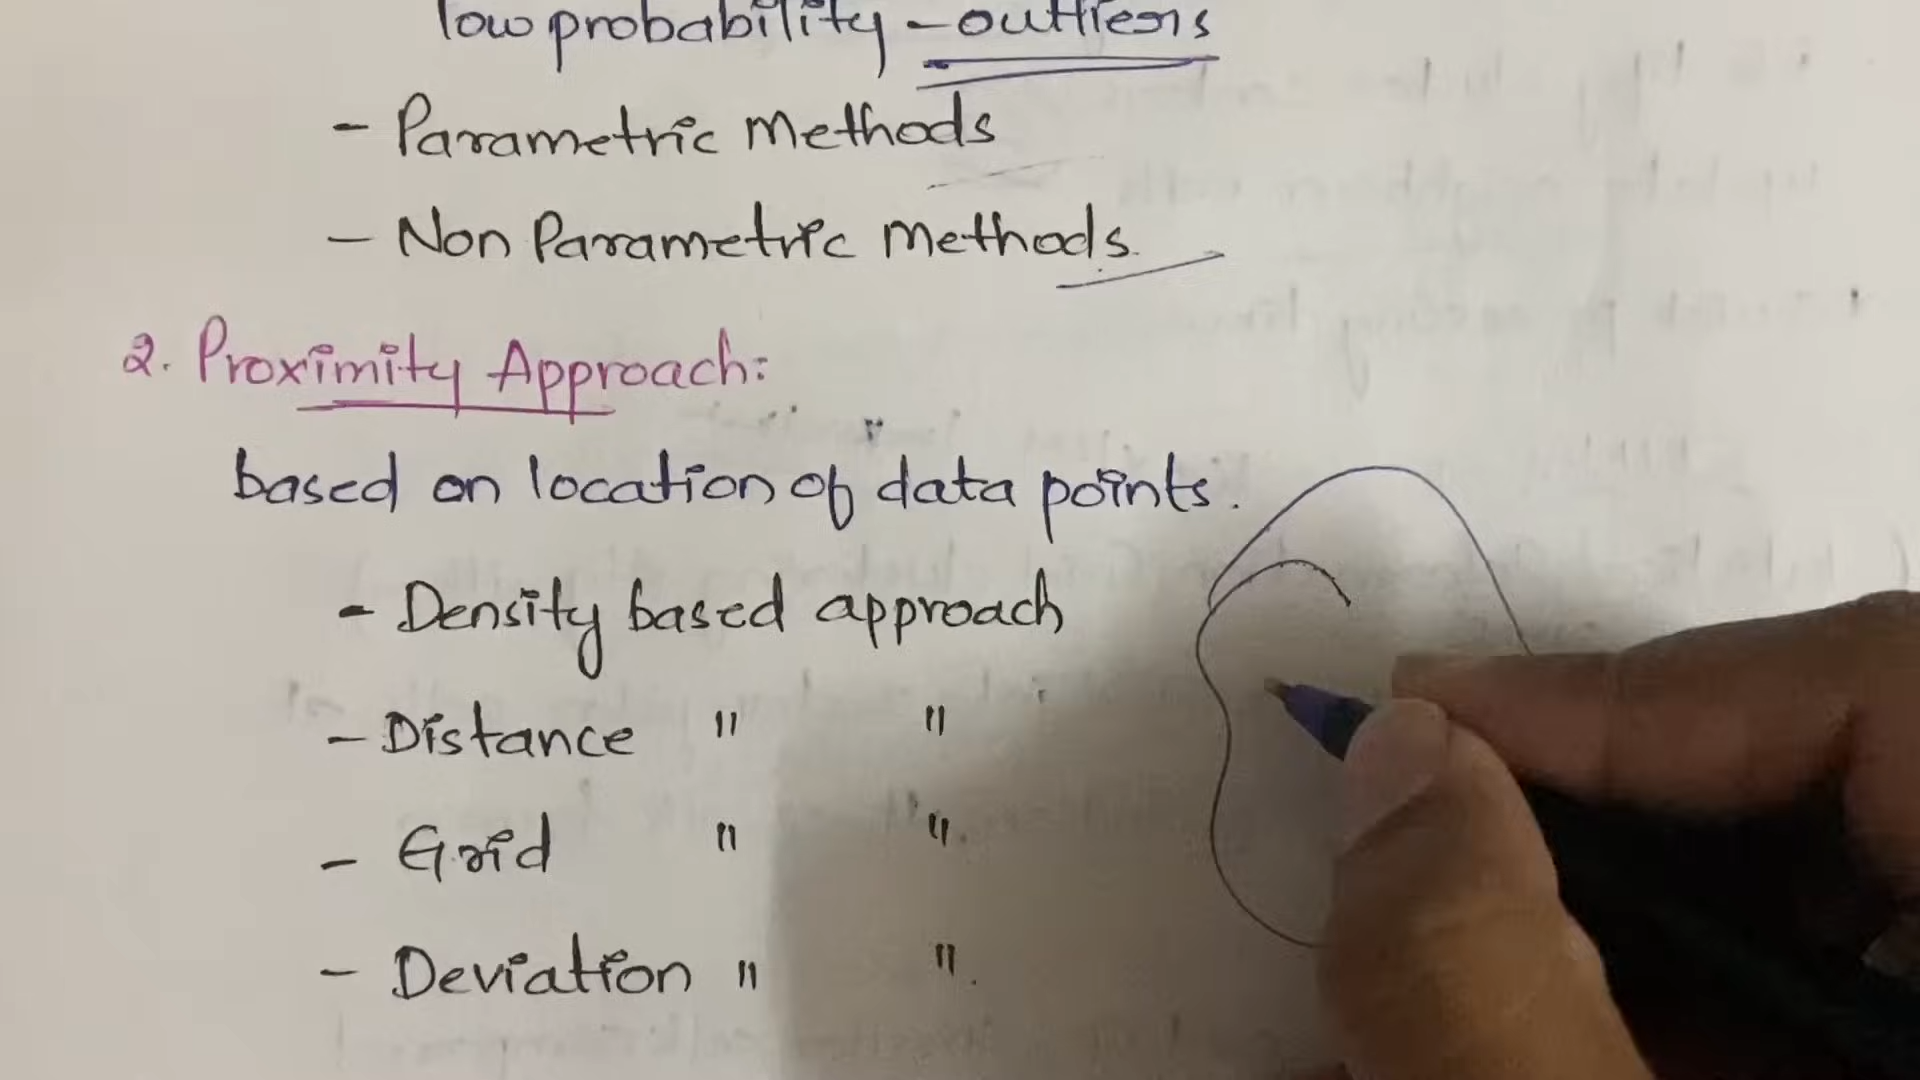 low probability - outliers
- Parametric Methods
- Non Parametric Methods.
2. Proximity Approach:
based on location of data points.
- Density based approach
- Distance " "
- Grid " ".
- Deviation " ".